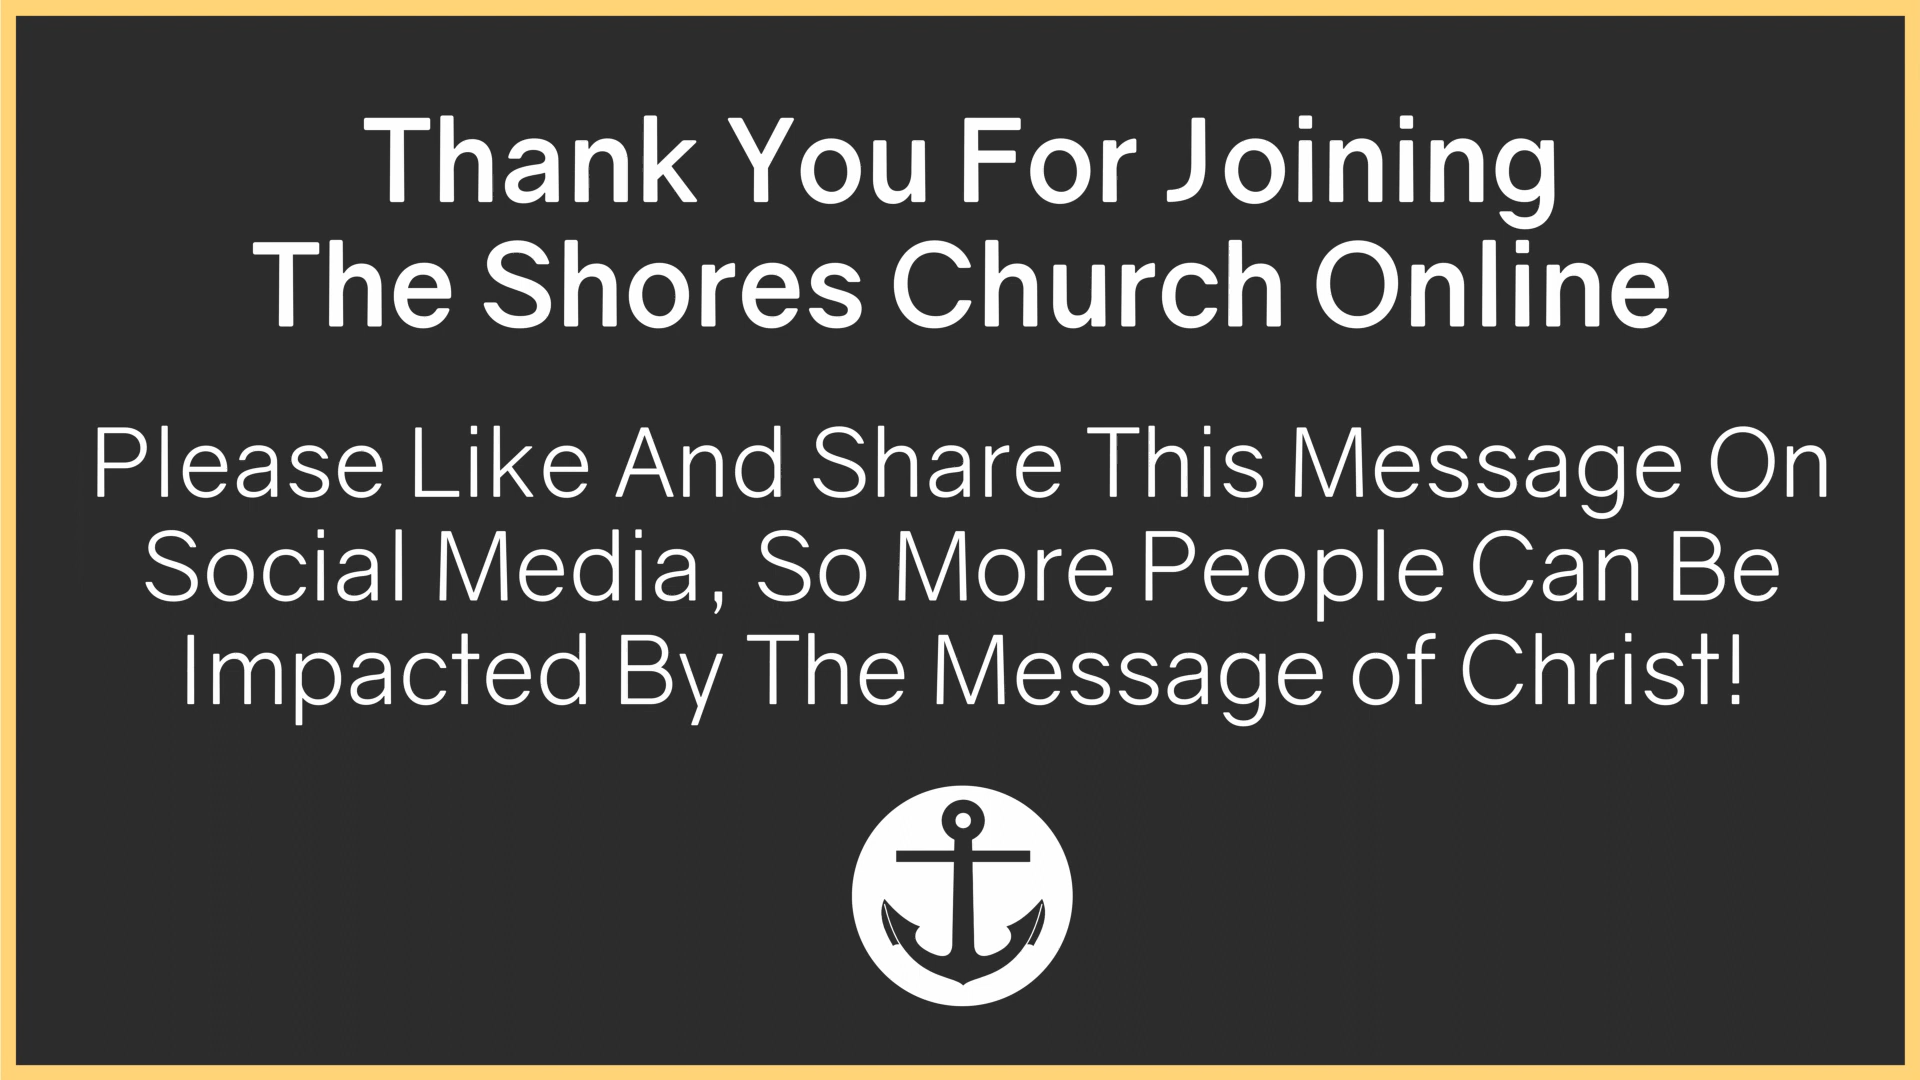 Thank You For Joining
The Shores Church Online
Please Like And Share This Message On
Social Media, So More People Can Be
Impacted By The Message of Christ!